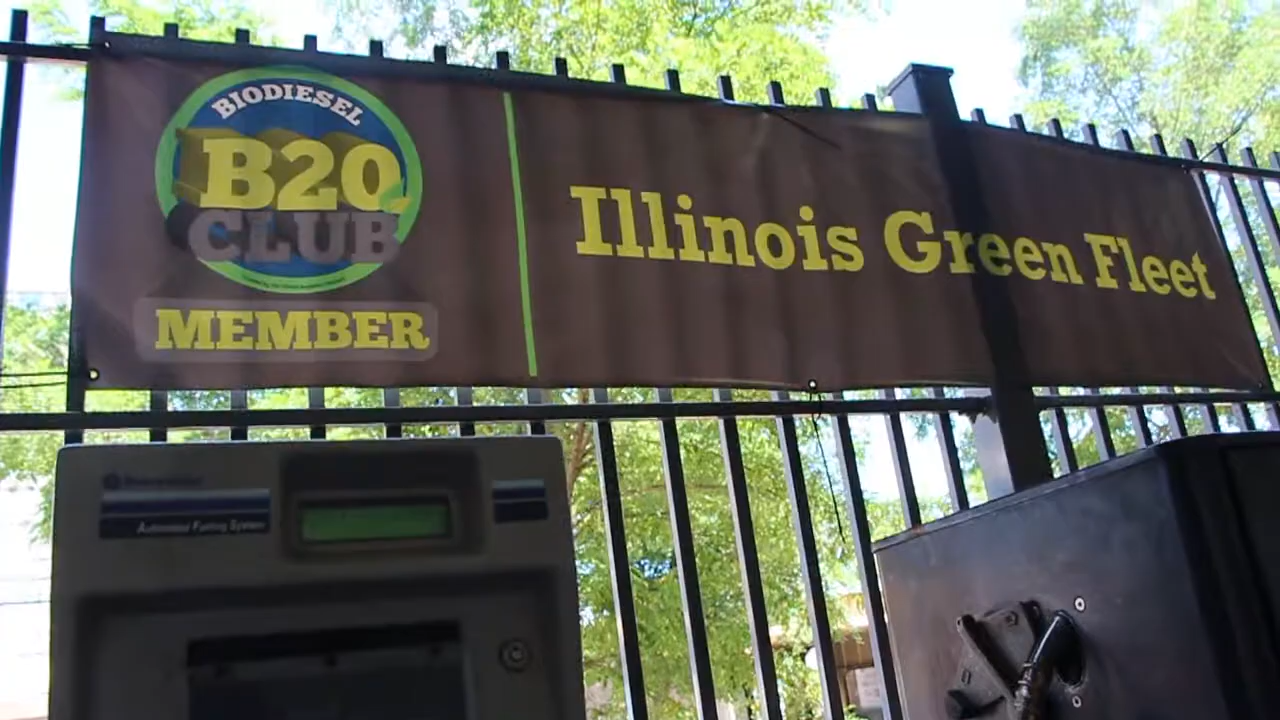 BIODIESEL
B20
CLUB
MEMBER
Illinois Green Fleet
Automated Fueling System